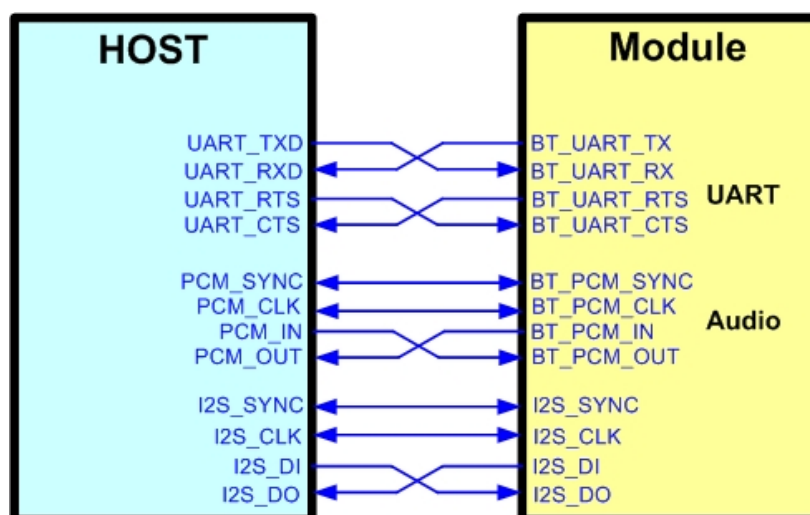 HOST
Module
UART_TXD
BT_UART_TX
UART_RXD
BT_UART_RX
UART_RTS
BT_UART_RTS
UART
UART_CTS
BT_UART_CTS
PCM_SYNC
BT_PCM_SYNC
PCM_CLK
BT_PCM_CLK
Audio
PCM_IN
BT_PCM_IN
PCM_OUT
BT_PCM_OUT
I2S_SYNC
I2S_SYNC
I2S_CLK
I2S_CLK
I2S_DI
I2S_DI
I2S_DO
I2S_DO